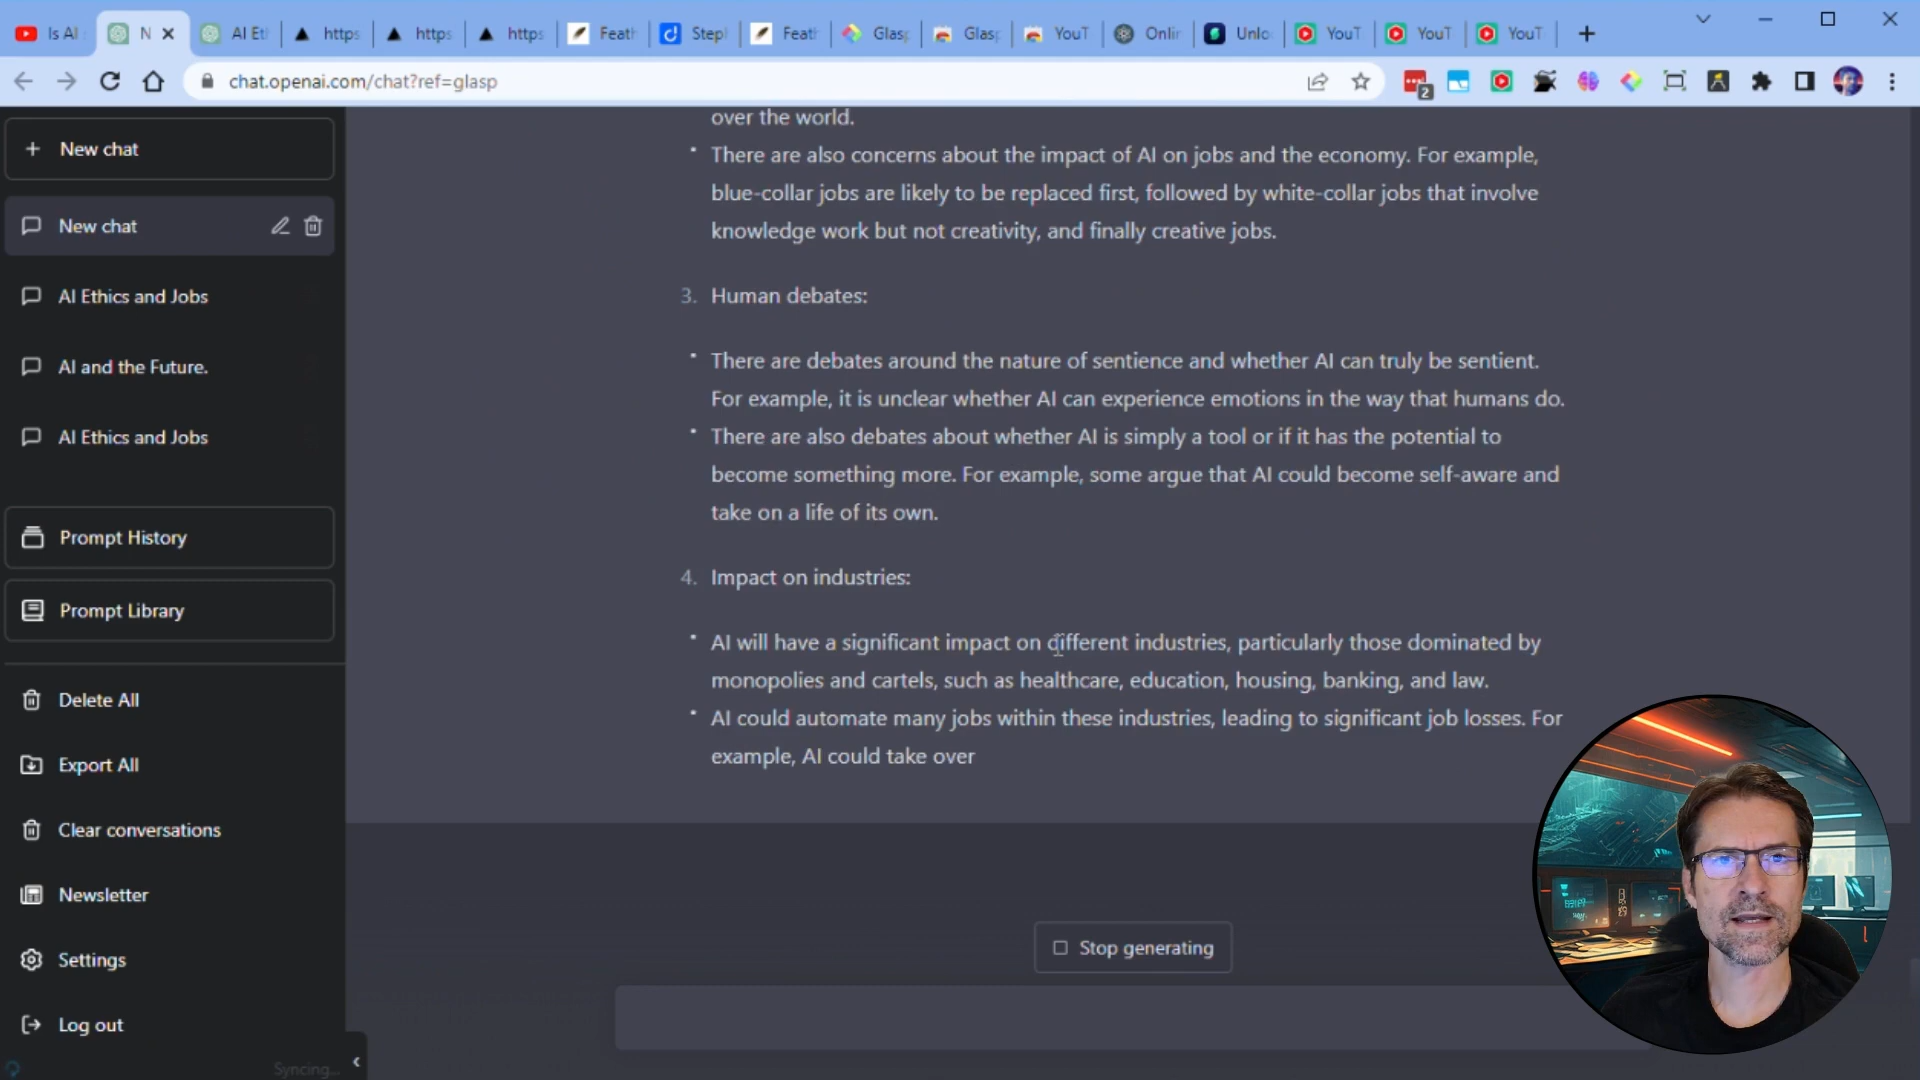 Is AI
N
AI Eth
https
https
https
Feath
Steph
Feath
Glasp
Glasp
YouT
Onlin
Unlo
YouT
YouT
YouT
chat.openai.com/chat?ref=glasp
2
New chat
New chat
AI Ethics and Jobs
AI and the Future.
AI Ethics and Jobs
Prompt History
Prompt Library
Delete All
Export All
Clear conversations
Newsletter
Settings
Log out
Syncing...
over the world.
There are also concerns about the impact of AI on jobs and the economy. For example,
blue-collar jobs are likely to be replaced first, followed by white-collar jobs that involve
knowledge work but not creativity, and finally creative jobs.
3. Human debates:
There are debates around the nature of sentience and whether AI can truly be sentient.
For example, it is unclear whether AI can experience emotions in the way that humans do.
There are also debates about whether AI is simply a tool or if it has the potential to
become something more. For example, some argue that AI could become self-aware and
take on a life of its own.
4. Impact on industries:
AI will have a significant impact on different industries, particularly those dominated by
monopolies and cartels, such as healthcare, education, housing, banking, and law.
AI could automate many jobs within these industries, leading to significant job losses. For
example, AI could take over
Stop generating